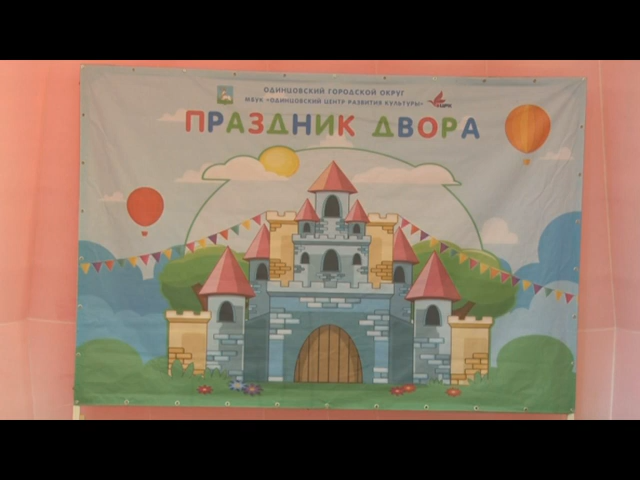 ОДИНЦОВСКИЙ ГОРОДСКОЙ ОКРУГ
МБУК «ОДИНЦОВСКИЙ ЦЕНТР РАЗВИТИЯ КУЛЬТУРЫ»
ПРАЗДНИК ДВОРА